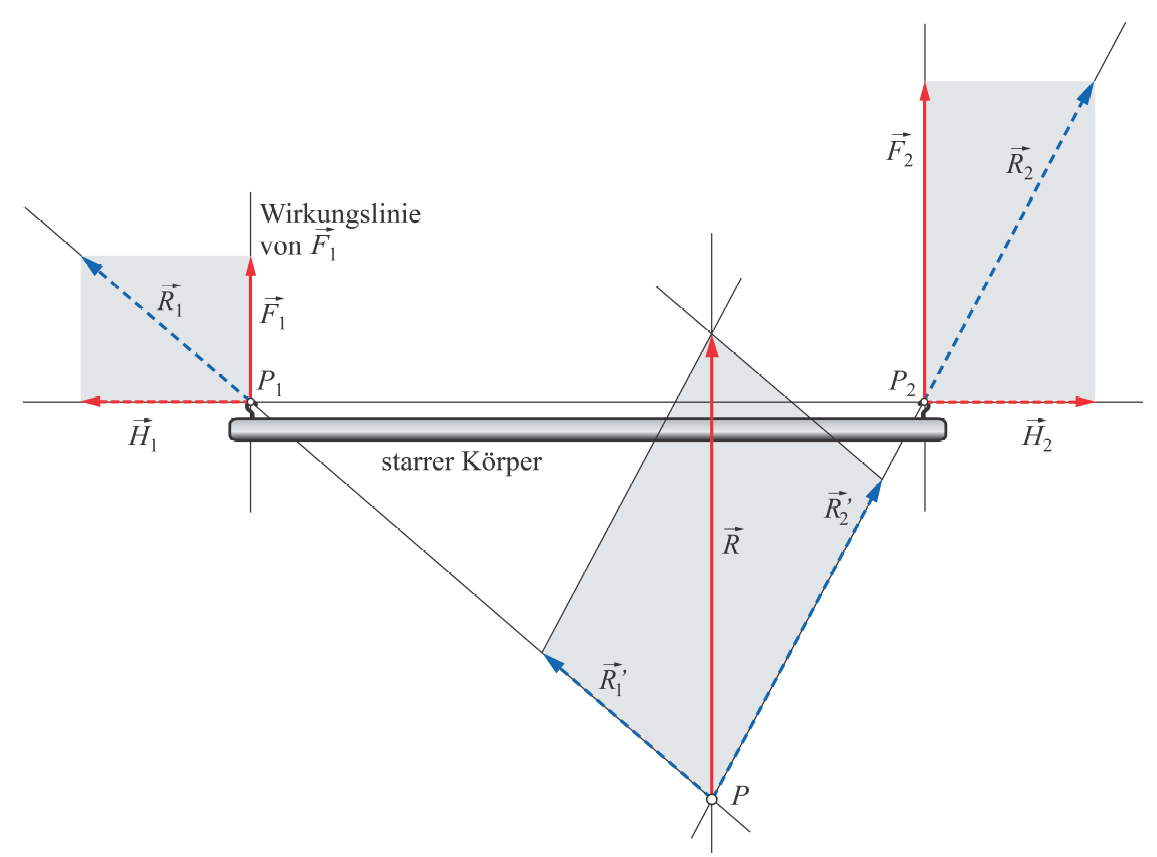 F⃗₂
R⃗₂
Wirkungslinie
von F⃗₁
R⃗₁
F⃗₁
P₁
P₂
H⃗₁
H⃗₂
starrer Körper
R⃗₂’
R⃗
R⃗₁’
P